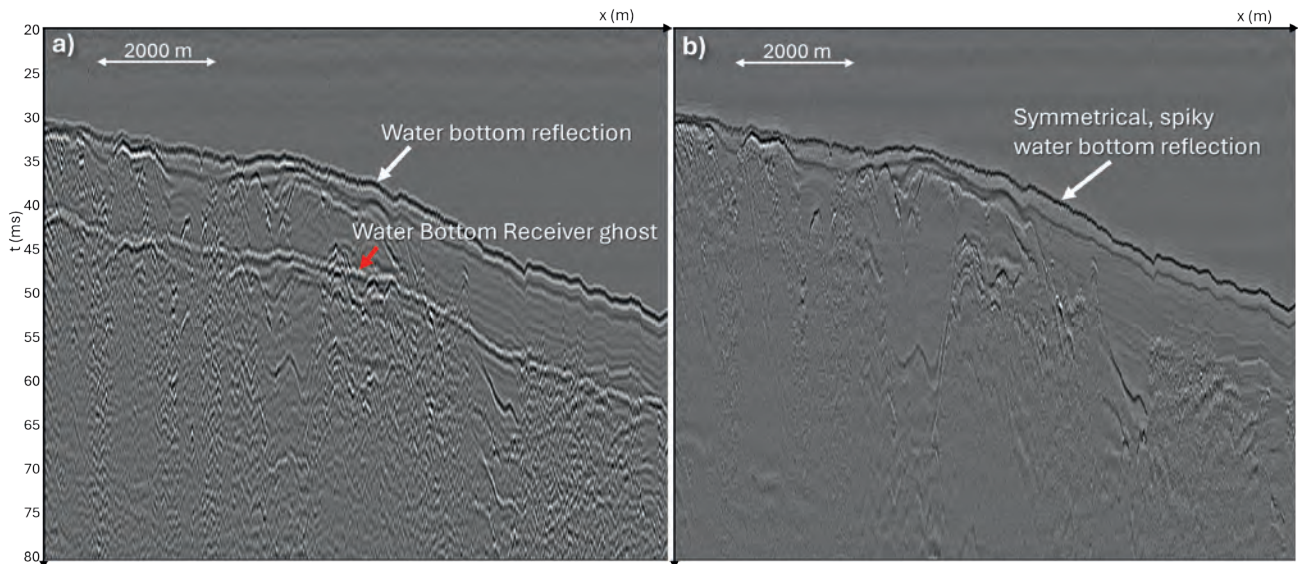 x (m)
x (m)
a)
2000 m
b)
2000 m
20
25
30
35
40
45
50
55
60
65
70
75
80
t (ms)
Water bottom reflection
Water Bottom Receiver ghost
Symmetrical, spiky
water bottom reflection